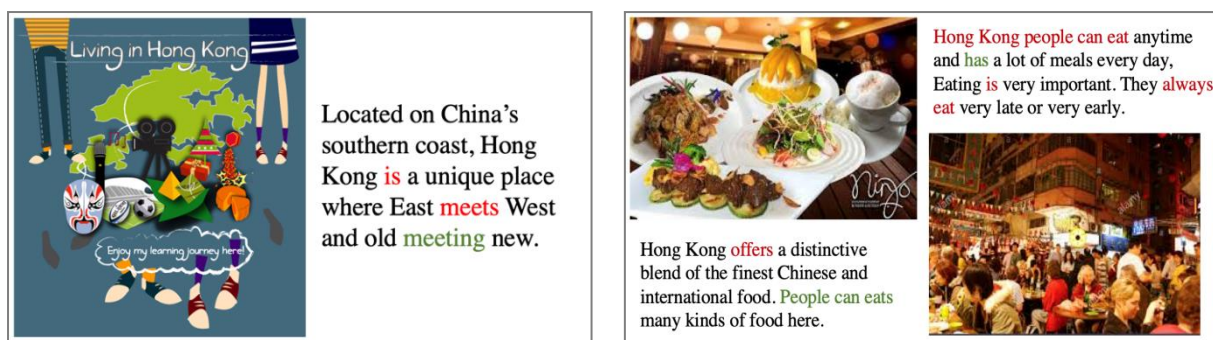 Living in Hong Kong
Enjoy my learning journey here!
Located on China's
southern coast, Hong
Kong is a unique place
where East meets West
and old meeting new.
Ningo
Hong Kong offers a distinctive
blend of the finest Chinese and
international food. People can eats
many kinds of food here.
Hong Kong people can eat anytime
and has a lot of meals every day,
Eating is very important. They always
eat very late or very early.